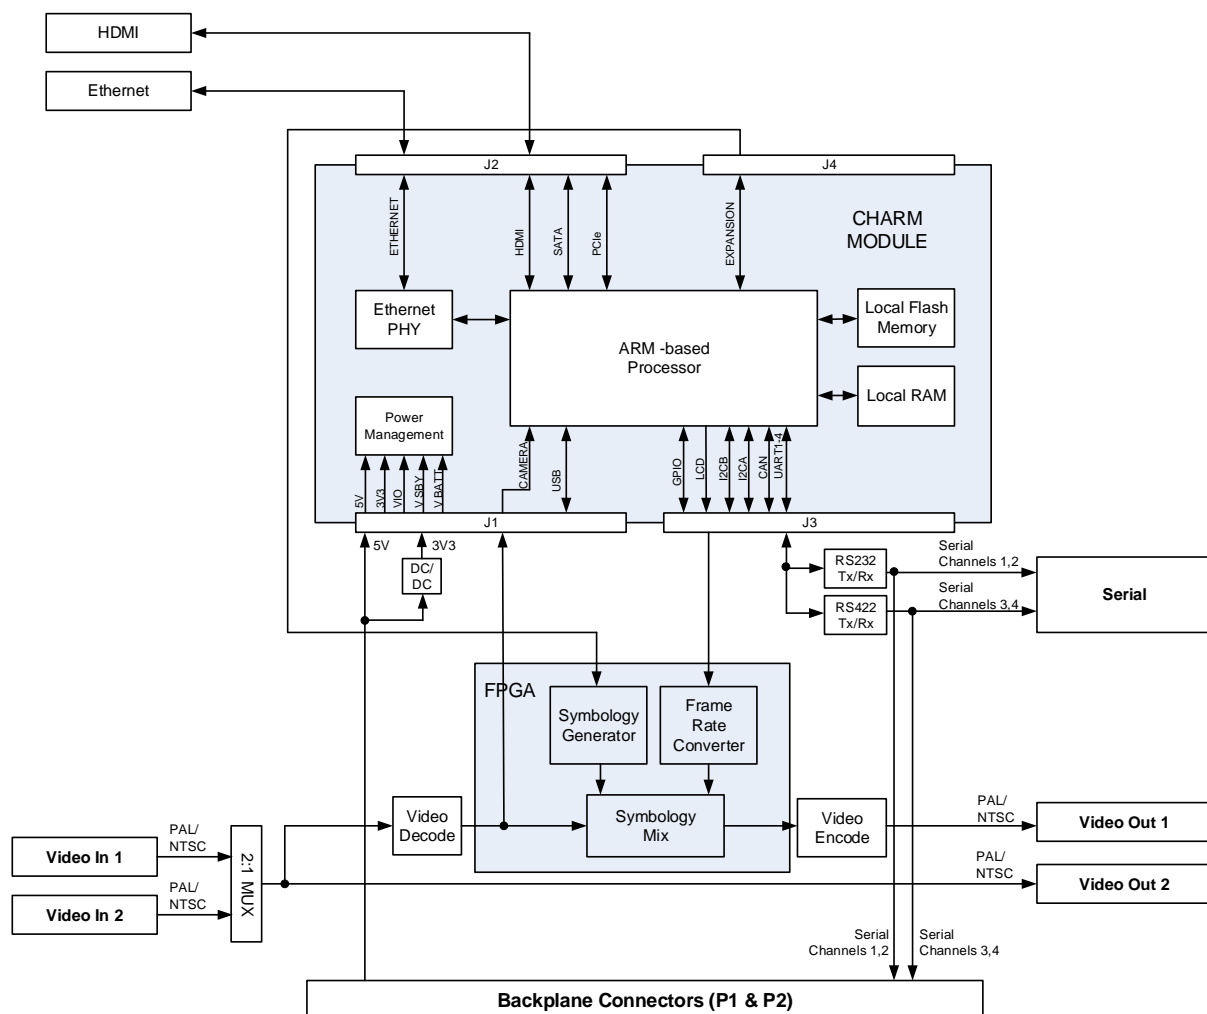 HDMI
Ethernet
J2
J4
ETHERNET
HDMI
SATA
PCIe
EXPANSION
CHARM
MODULE
Ethernet
PHY
ARM -based
Processor
Local Flash
Memory
Local RAM
Power
Management
5V
3V3
VIO
V SBY
V BATT
CAMERA
USB
GPIO
LCD
I2CB
I2CA
CAN
UART1-4
J1
J3
5V
3V3
DC/
DC
RS232
Tx/Rx
Serial
Channels 1,2
RS422
Tx/Rx
Serial
Channels 3,4
Serial
FPGA
Symbology
Generator
Frame
Rate
Converter
Video
Decode
Symbology
Mix
Video
Encode
PAL/
NTSC
Video Out 1
PAL/
NTSC
Video Out 2
Video In 1
PAL/
NTSC
Video In 2
PAL/
NTSC
2:1 MUX
Serial
Channels 1,2
Serial
Channels 3,4
Backplane Connectors (P1 & P2)